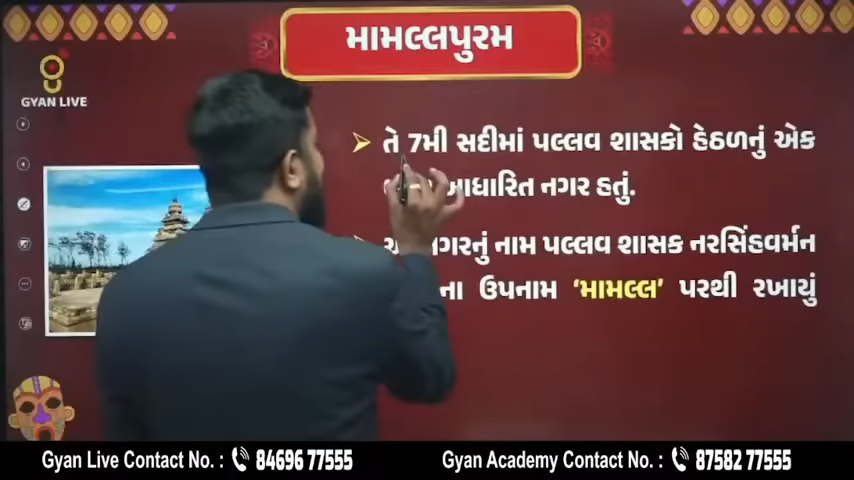 મામલ્લપુરમ
GYAN LIVE
તે 7મી સદીમાં પલ્લવ શાસકો હેઠળનું એક
આધારિત નગર હતું.
નગરનું નામ પલ્લવ શાસક નરસિંહવર્મન
ના ઉપનામ ‘મામલ્લ’ પરથી રખાયું
Gyan Live Contact No. : 84696 77555
Gyan Academy Contact No. : 87582 77555